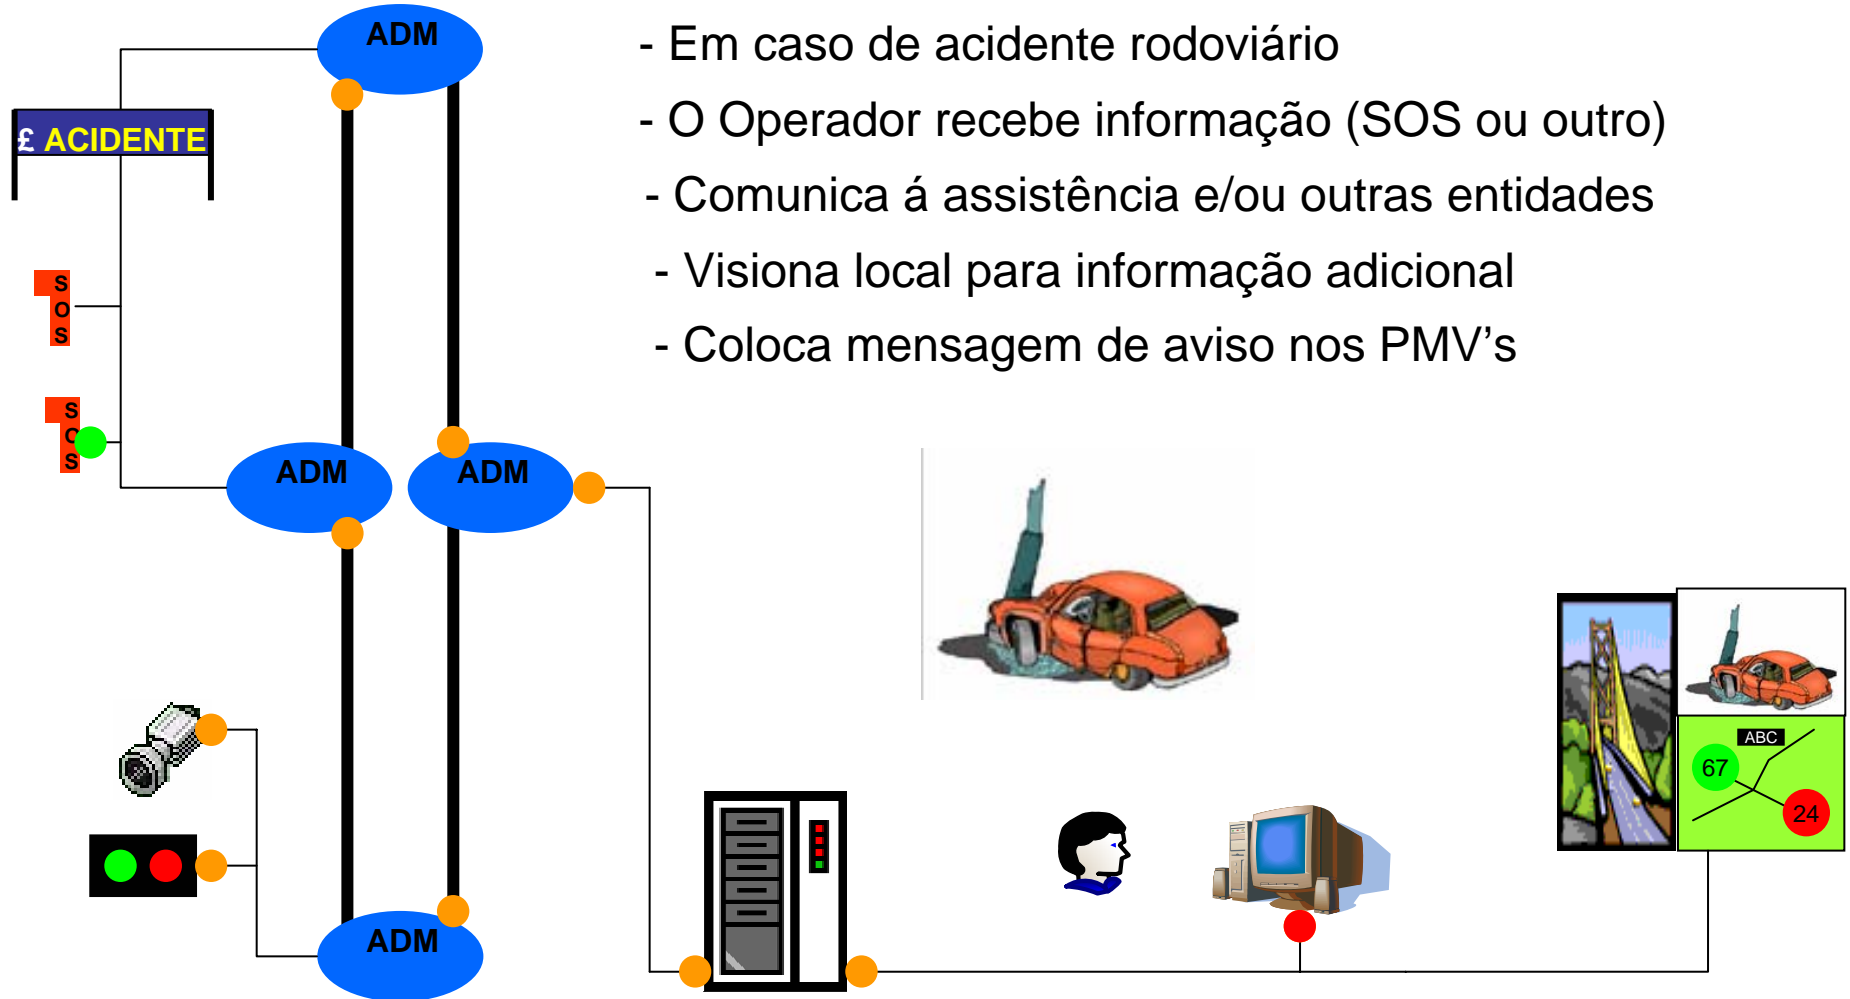 ADM
- Em caso de acidente rodoviário
- O Operador recebe informação (SOS ou outro)
£ ACIDENTE
- Comunica á assistência e/ou outras entidades
- Visiona local para informação adicional
S
O
S
- Coloca mensagem de aviso nos PMV’s
S
O
S
ADM
ADM
ABC
67
24
ADM